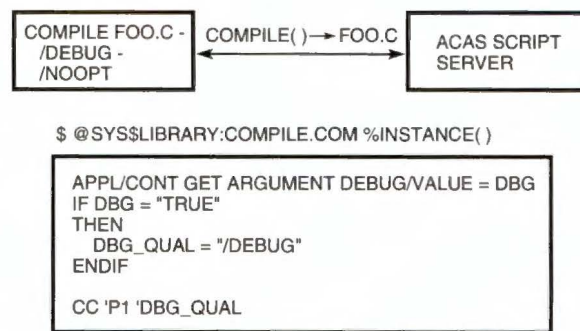 COMPILE FOO.C -
/DEBUG -
/NOOPT
COMPILE( )→ FOO.C
ACAS SCRIPT
SERVER
$ @SYS$LIBRARY:COMPILE.COM %INSTANCE( )
APPL/CONT GET ARGUMENT DEBUG/VALUE = DBG
IF DBG = "TRUE"
THEN
DBG_QUAL = "/DEBUG"
ENDIF
CC 'P1 'DBG_QUAL